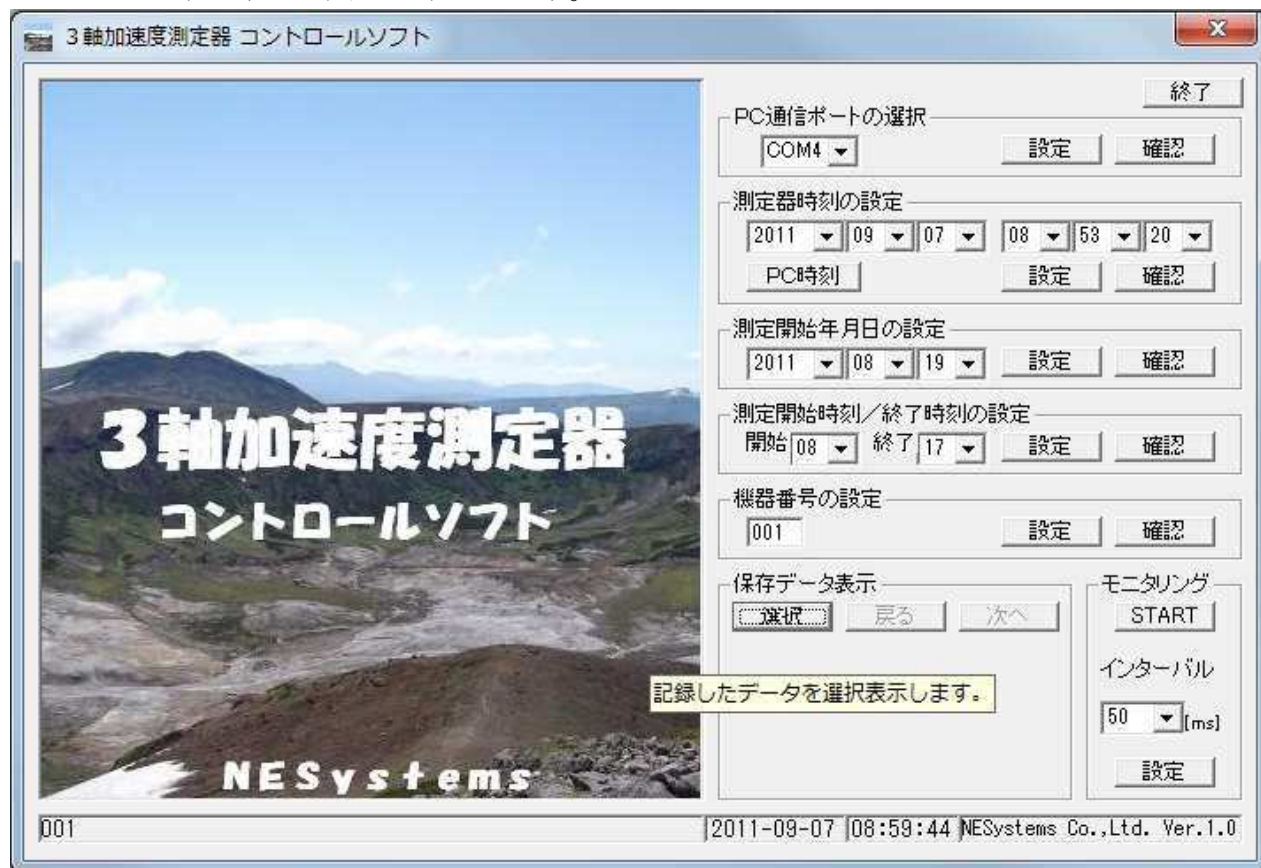 3軸加速度測定器 コントロールソフト
終了
PC通信ポートの選択
COM4 設定 確認
測定器時刻の設定
2011 09 07 08 53 20
PC時刻 設定 確認
測定開始年月日の設定
2011 08 19 設定 確認
測定開始時刻/終了時刻の設定
開始 08 終了 17 設定 確認
機器番号の設定
001 設定 確認
保存データ表示
選択 戻る 次へ
記録したデータを選択表示します。
モニタリング
START
インターバル
50 [ms]
設定
3軸加速度測定器
コントロールソフト
NESystems
001 2011-09-07 08:59:44 NESystems Co.,Ltd. Ver.1.0